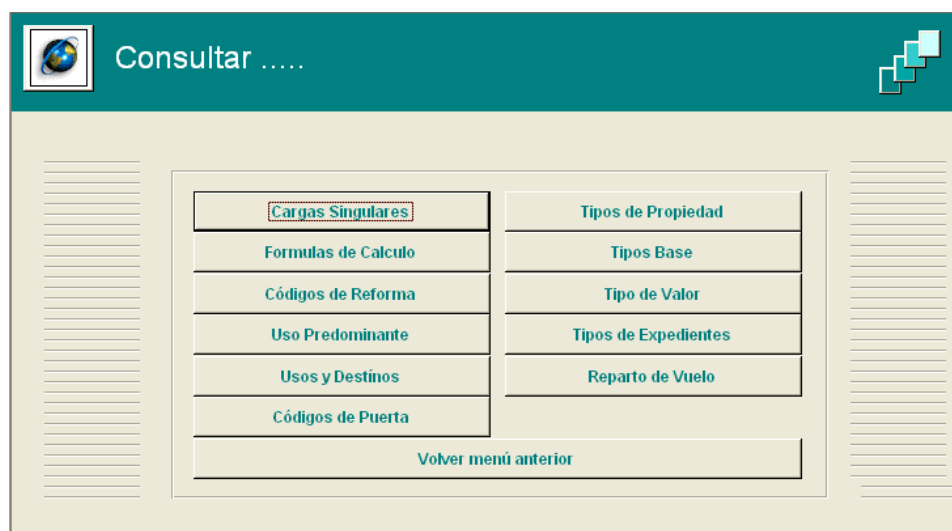 Consultar .....
Cargas Singulares
Tipos de Propiedad
Formulas de Calculo
Tipos Base
Códigos de Reforma
Tipo de Valor
Uso Predominante
Tipos de Expedientes
Usos y Destínos
Reparto de Vuelo
Códigos de Puerta
Volver menú anterior